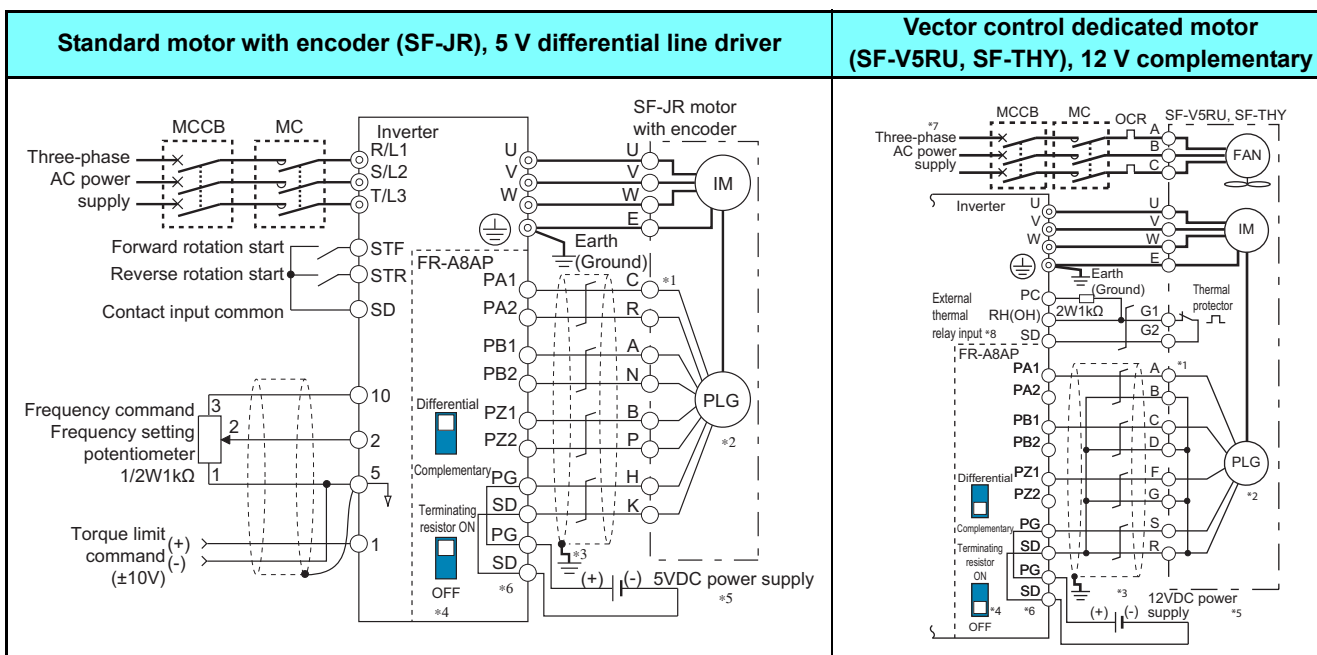 Standard motor with encoder (SF-JR), 5 V differential line driver
SF-JR motor
with encoder
MCCB
MC
Inverter
Three-phase
AC power
supply
R/L1
S/L2
T/L3
U
V
W
U
V
W
E
IM
Earth
(Ground)
Forward rotation start
Reverse rotation start
Contact input common
STF
STR
SD
FR-A8AP
PA1
PA2
PB1
PB2
PZ1
PZ2
PG
SD
PG
SD
C
R
A
N
B
P
H
K
*1
PLG
*2
Differential
Complementary
Terminating
resistor ON
OFF
*4
*6
*3
(+)
(-)
5VDC power supply
*5
Frequency command
Frequency setting
potentiometer
1/2W1kΩ
3
2
1
10
2
5
1
Torque limit
command
(±10V)
(+)
(-)
Vector control dedicated motor
(SF-V5RU, SF-THY), 12 V complementary
MCCB
MC
OCR
SF-V5RU, SF-THY
*7
Three-phase
AC power
supply
A
B
C
FAN
Inverter
U
V
W
U
V
W
E
IM
Earth
(Ground)
External
thermal
relay input *8
PC
RH(OH)
SD
2W1kΩ
G1
G2
Thermal
protector
FR-A8AP
PA1
PA2
PB1
PB2
PZ1
PZ2
PG
SD
PG
SD
A
B
C
D
F
G
S
R
*1
PLG
*2
Differential
Complementary
Terminating
resistor
ON
*4
OFF
*6
*3
(+)
(-)
12VDC power
supply
*5